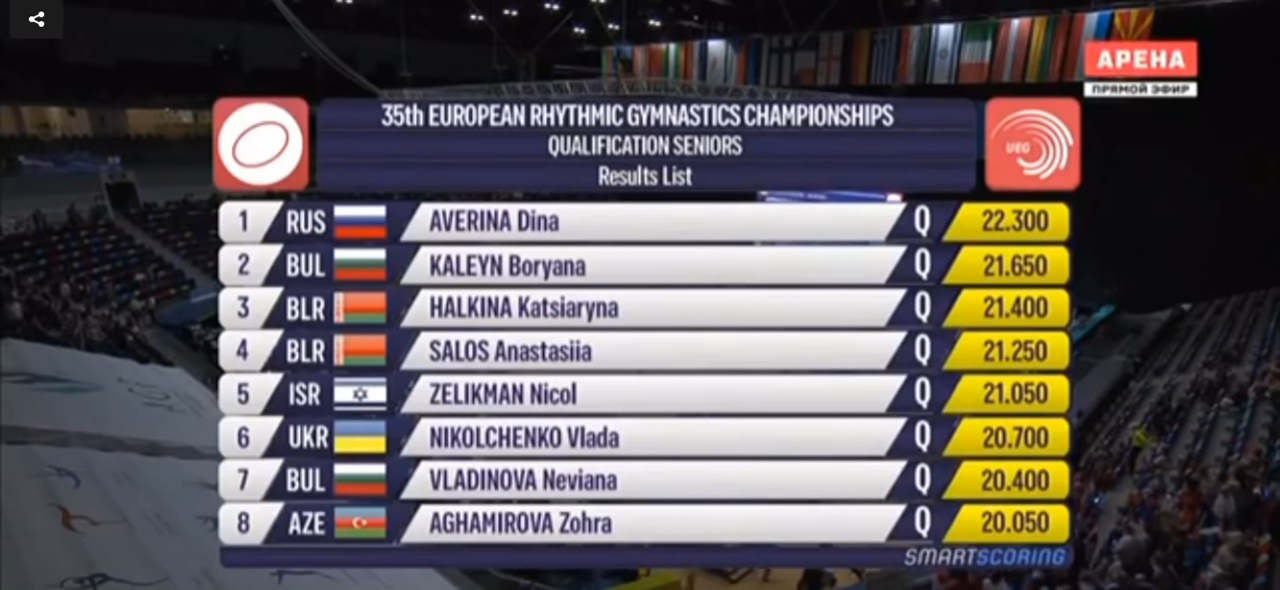 АРЕНА
ПРЯМОЙ ЭФИР
35th EUROPEAN RHYTHMIC GYMNASTICS CHAMPIONSHIPS
QUALIFICATION SENIORS
Results List
UEG
1 RUS AVERINA Dina Q 22.300
2 BUL KALEYN Boryana Q 21.650
3 BLR HALKINA Katsiaryna Q 21.400
4 BLR SALOS Anastasiia Q 21.250
5 ISR ZELIKMAN Nicol Q 21.050
6 UKR NIKOLCHENKO Vlada Q 20.700
7 BUL VLADINOVA Neviana Q 20.400
8 AZE AGHAMIROVA Zohra Q 20.050
SMARTSCORING